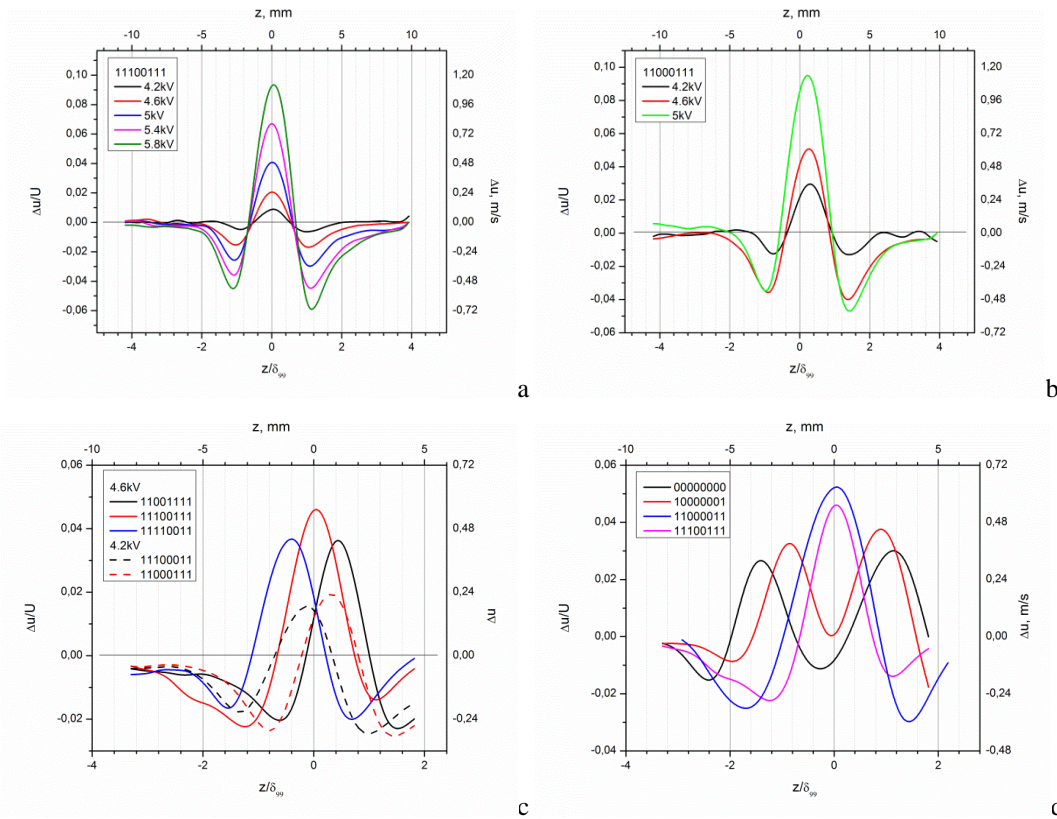 z, mm
-10 -5 0 5 10
11100111
4.2kV
4.6kV
5kV
5.4kV
5.8kV
0,10
0,08
0,06
0,04
0,02
0,00
-0,02
-0,04
-0,06
Δu/U
1,20
0,96
0,72
0,48
0,24
0,00
-0,24
-0,48
-0,72
Δu, m/s
-4 -2 0 2 4
z/δ99
a
z, mm
-10 -5 0 5 10
11000111
4.2kV
4.6kV
5kV
0,10
0,08
0,06
0,04
0,02
0,00
-0,02
-0,04
-0,06
Δu/U
1,20
0,96
0,72
0,48
0,24
0,00
-0,24
-0,48
-0,72
Δu, m/s
-4 -2 0 2 4
z/δ99
b
z, mm
-10 -5 0 5
4.6kV
11001111
11100111
11110011
4.2kV
11100011
11000111
0,06
0,04
0,02
0,00
-0,02
Δu/U
0,72
0,48
0,24
0,00
-0,24
Δu
-4 -2 0 2
z/δ99
c
z, mm
-10 -5 0 5
00000000
10000001
11000011
11100111
0,06
0,04
0,02
0,00
-0,02
-0,04
Δu/U
0,72
0,48
0,24
0,00
-0,24
-0,48
Δu, m/s
-4 -2 0 2
z/δ99